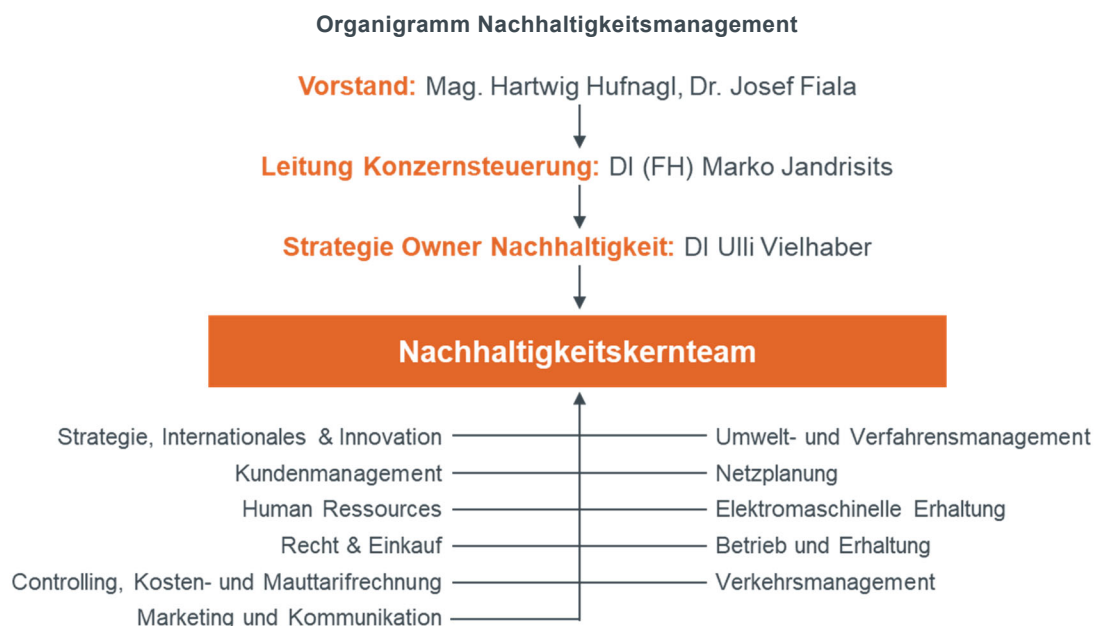 Organigramm Nachhaltigkeitsmanagement
Vorstand: Mag. Hartwig Hufnagl, Dr. Josef Fiala
Leitung Konzernsteuerung: DI (FH) Marko Jandrisits
Strategie Owner Nachhaltigkeit: DI Ulli Vielhaber
Nachhaltigkeitskernteam
Strategie, Internationales & Innovation
Kundenmanagement
Human Ressources
Recht & Einkauf
Controlling, Kosten- und Mauttarifrechnung
Marketing und Kommunikation
Umwelt- und Verfahrensmanagement
Netzplanung
Elektromaschinelle Erhaltung
Betrieb und Erhaltung
Verkehrsmanagement